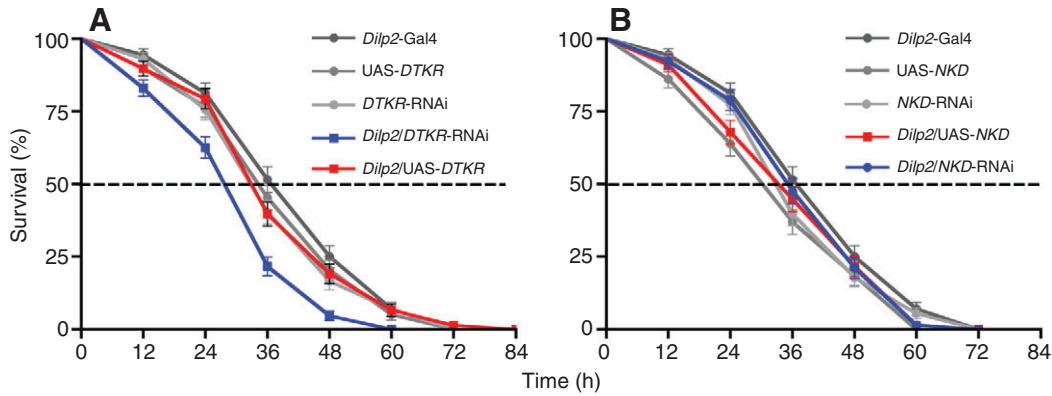 A
B
100
75
50
25
0
Survival (%)
Dilp2-Gal4
UAS-DTKR
DTKR-RNAi
Dilp2/DTKR-RNAi
Dilp2/UAS-DTKR
0 12 24 36 48 60 72 84
100
75
50
25
0
Dilp2-Gal4
UAS-NKD
NKD-RNAi
Dilp2/UAS-NKD
Dilp2/NKD-RNAi
0 12 24 36 48 60 72 84
Time (h)